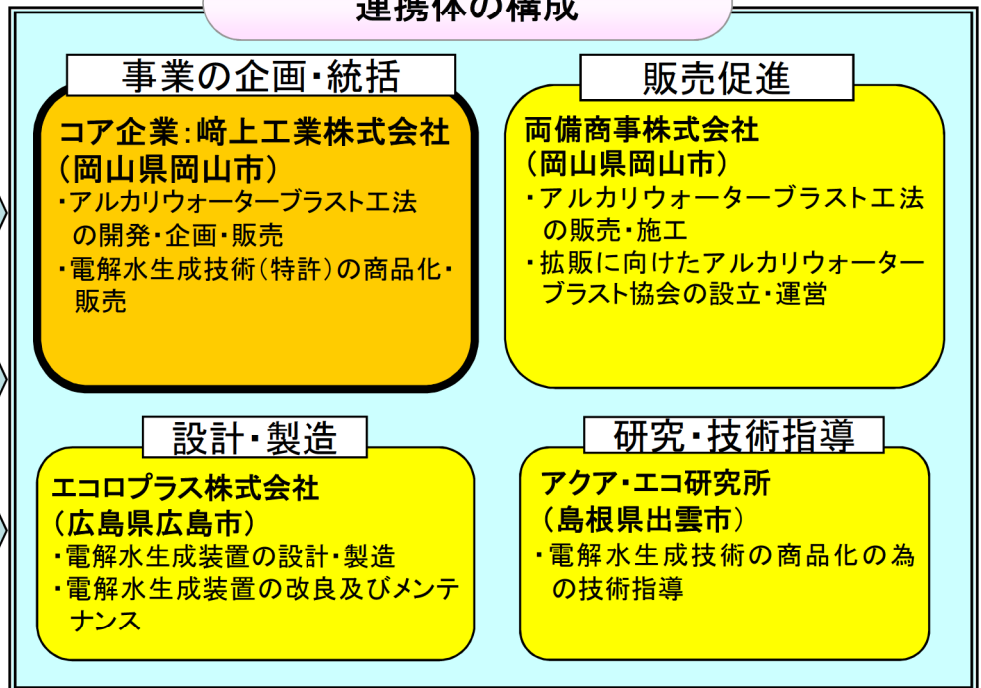 連携体の構成
事業の企画・統括
コア企業:﨑上工業株式会社
(岡山県岡山市)
・アルカリウォーターブラスト工法
の開発・企画・販売
・電解水生成技術(特許)の商品化・
販売
販売促進
両備商事株式会社
(岡山県岡山市)
・アルカリウォーターブラスト工法
の販売・施工
・拡販に向けたアルカリウォーター
ブラスト協会の設立・運営
設計・製造
エコロプラス株式会社
(広島県広島市)
・電解水生成装置の設計・製造
・電解水生成装置の改良及びメンテ
ナンス
研究・技術指導
アクア・エコ研究所
(島根県出雲市)
・電解水生成技術の商品化の為
の技術指導